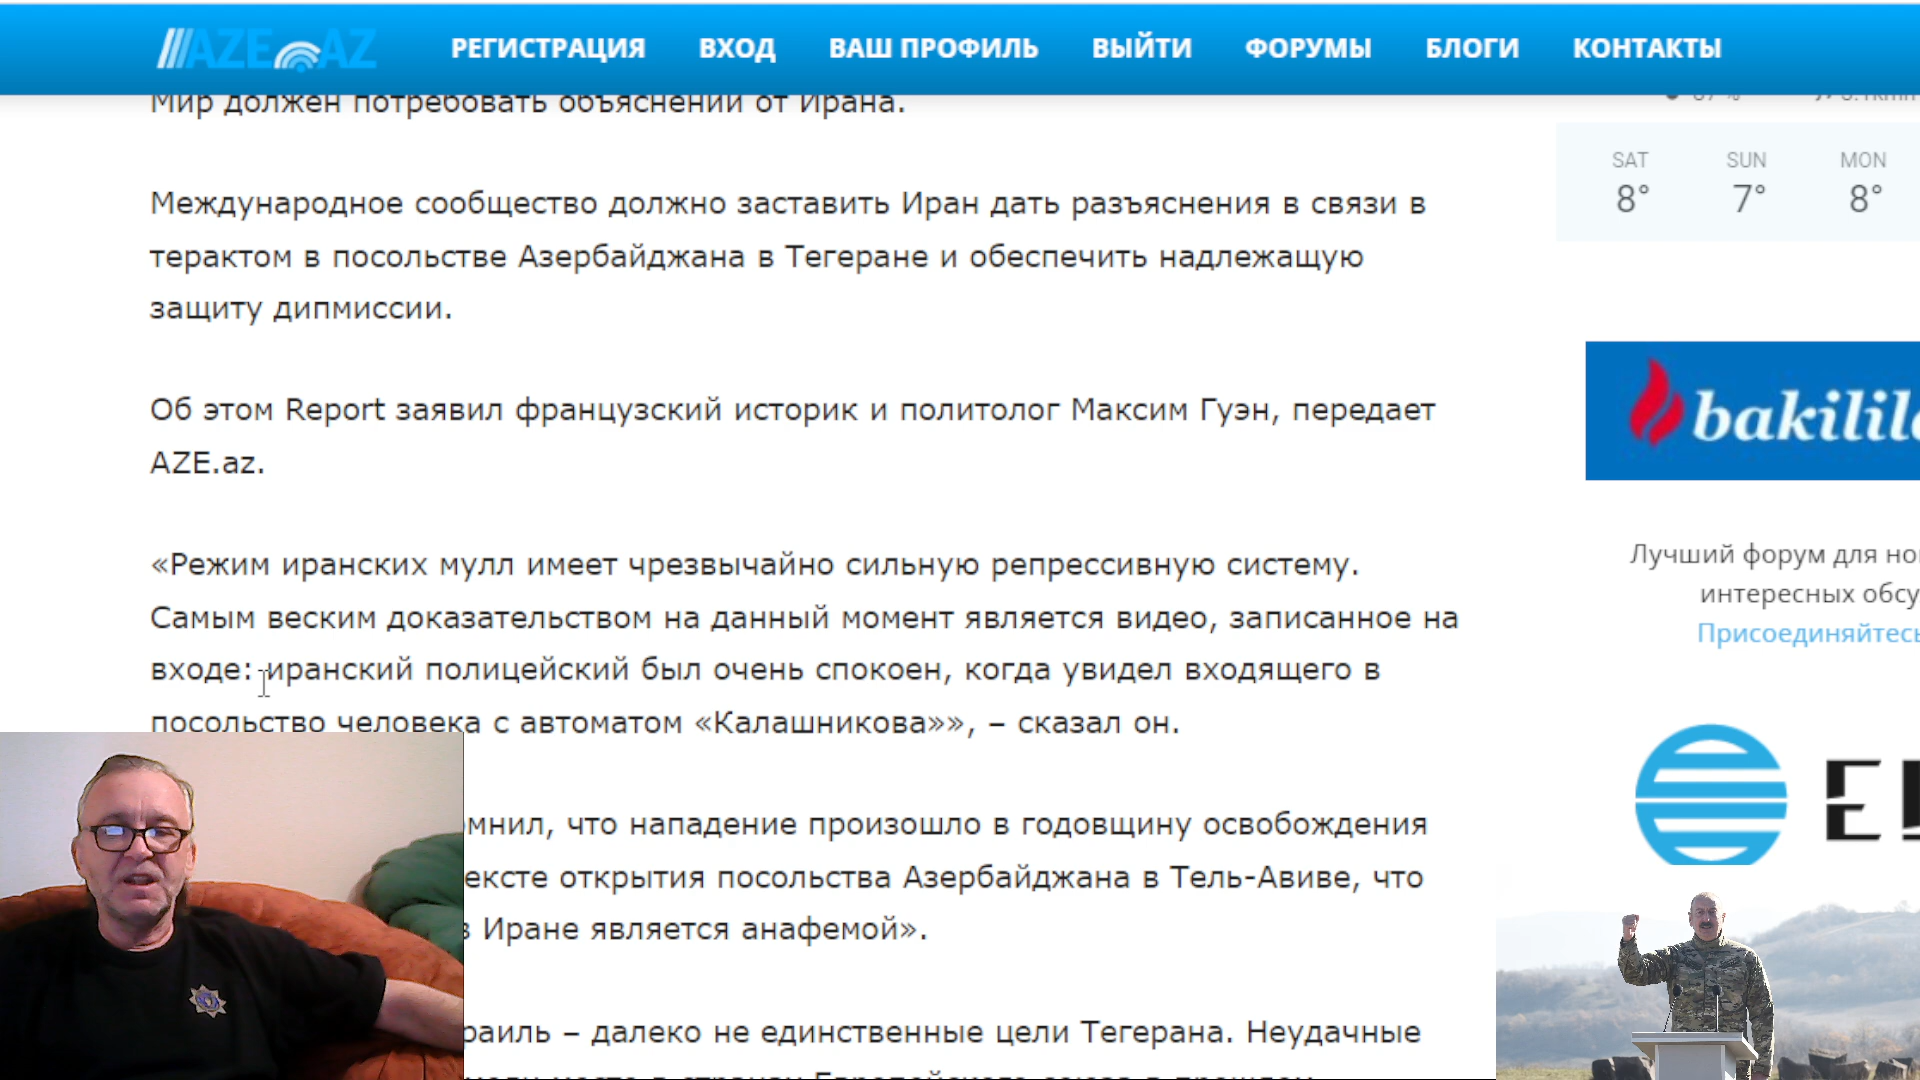 AZE.AZ
РЕГИСТРАЦИЯ ВХОД ВАШ ПРОФИЛЬ ВЫЙТИ ФОРУМЫ БЛОГИ КОНТАКТЫ
Мир должен потребовать объяснений от Ирана.
Международное сообщество должно заставить Иран дать разъяснения в связи в
терактом в посольстве Азербайджана в Тегеране и обеспечить надлежащую
защиту дипмиссии.
Об этом Report заявил французский историк и политолог Максим Гуэн, передает
AZE.az.
«Режим иранских мулл имеет чрезвычайно сильную репрессивную систему.
Самым веским доказательством на данный момент является видео, записанное на
входе: иранский полицейский был очень спокоен, когда увидел входящего в
посольство человека с автоматом «Калашникова»», – сказал он.
мнил, что нападение произошло в годовщину освобождения
ексте открытия посольства Азербайджана в Тель-Авиве, что
в Иране является анафемой».
раиль – далеко не единственные цели Тегерана. Неудачные
SAT SUN MON
8° 7° 8°
bakilil
Лучший форум для но
интересных обсу
Присоединяйтесь